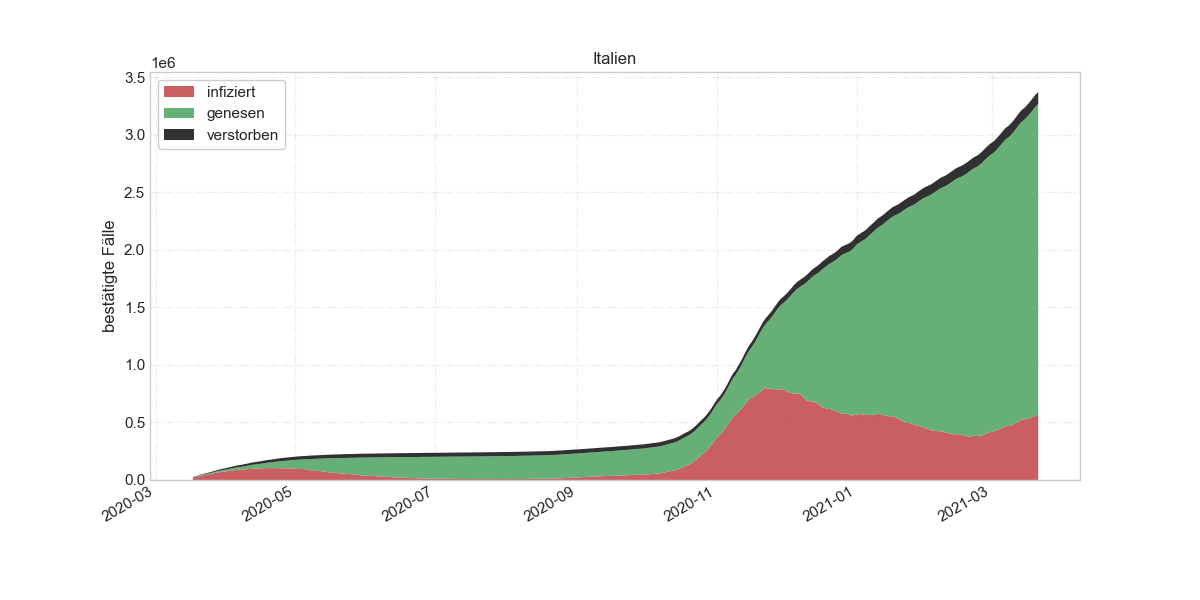 Italien
1e6
3.5
3.0
2.5
2.0
1.5
1.0
0.5
0.0
bestätigte Fälle
infiziert
genesen
verstorben
2020-03
2020-05
2020-07
2020-09
2020-11
2021-01
2021-03